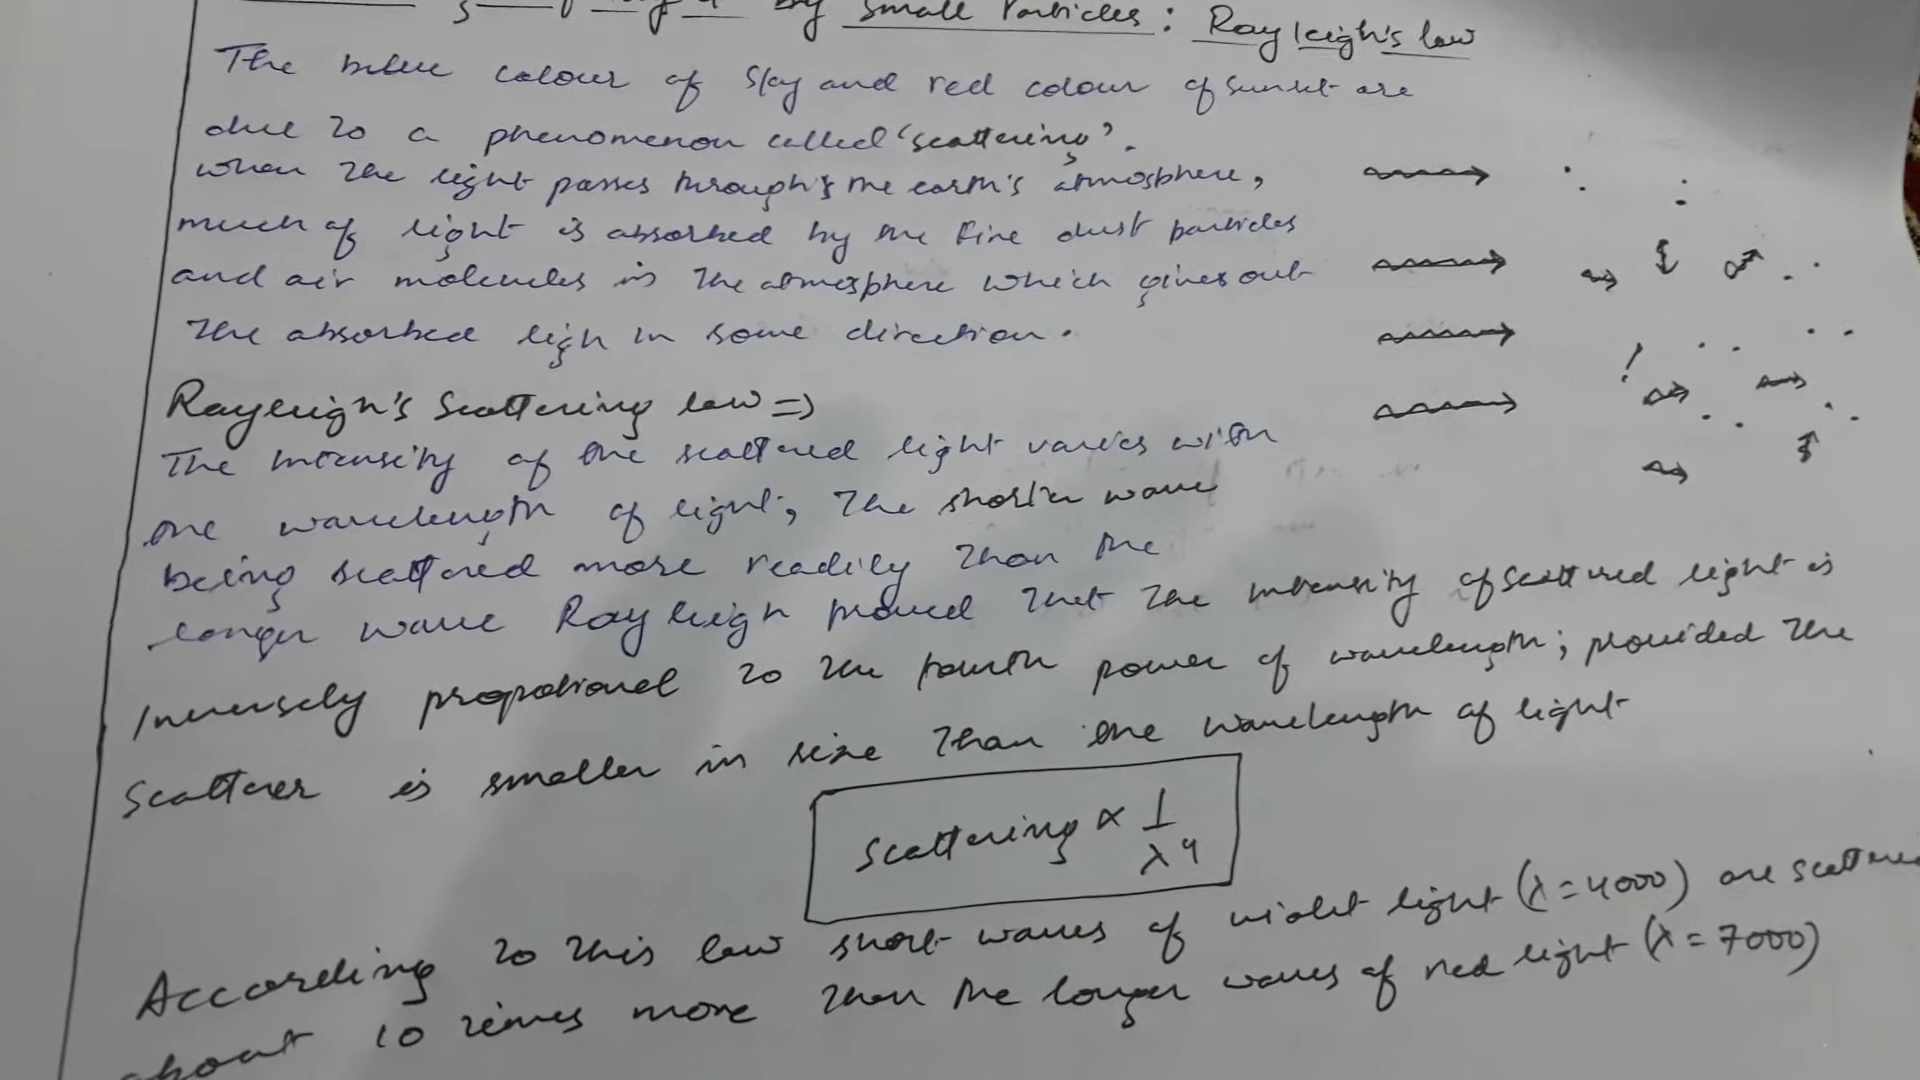 by Small Particles: Rayleigh's law
The blue colour of sky and red colour of sunset are
due to a phenomenon called 'scattering'.
when the light passes through the earth's atmosphere,
much of light is absorbed by the fine dust particles
and air molecules in the atmosphere which gives out
the absorbed ligh in some direction.
Rayleigh's Scattering law =>
The intensity of the scattered light varies with
the wavelength of light, the shorter wave
being scattered more readily than the
longer wave Rayleigh proved that the intensity of scattered light is
Inversely propotional to the fourth power of wavelength; provided the
Scatterer is smaller in size than the wavelength of light
Scattering ∝ 1/λ⁴
According to this law short waves of violet light (λ=4000) are scattere
about 10 times more than the longer waves of red light (λ=7000)